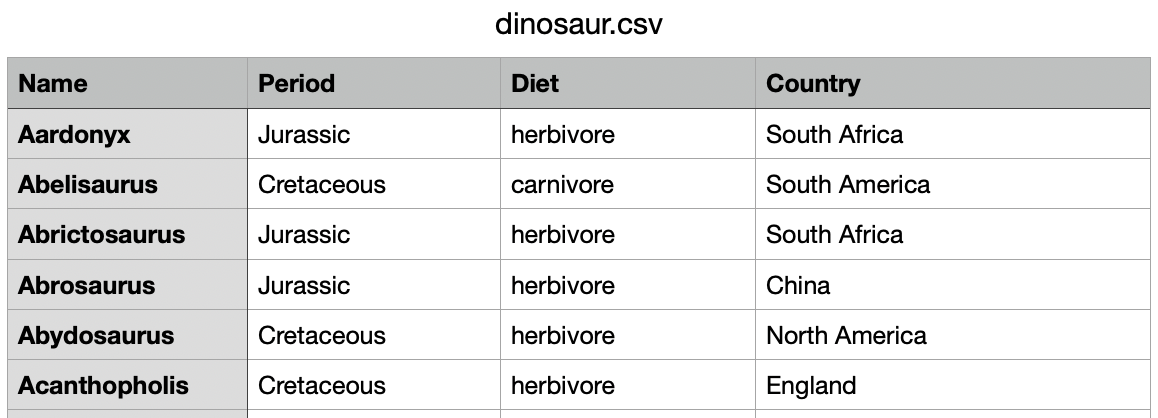 dinosaur.csv
Name Period Diet Country
Aardonyx Jurassic herbivore South Africa
Abelisaurus Cretaceous carnivore South America
Abrictosaurus Jurassic herbivore South Africa
Abrosaurus Jurassic herbivore China
Abydosaurus Cretaceous herbivore North America
Acanthopholis Cretaceous herbivore England